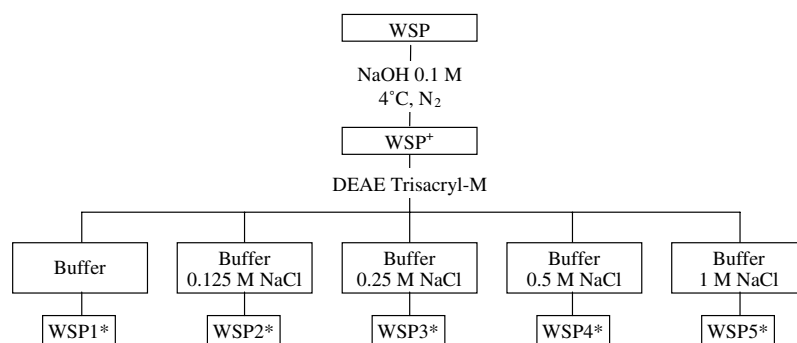 WSP
NaOH 0.1 M
4˚C, N₂
WSP⁺
DEAE Trisacryl-M
Buffer
Buffer
0.125 M NaCl
Buffer
0.25 M NaCl
Buffer
0.5 M NaCl
Buffer
1 M NaCl
WSP1*
WSP2*
WSP3*
WSP4*
WSP5*